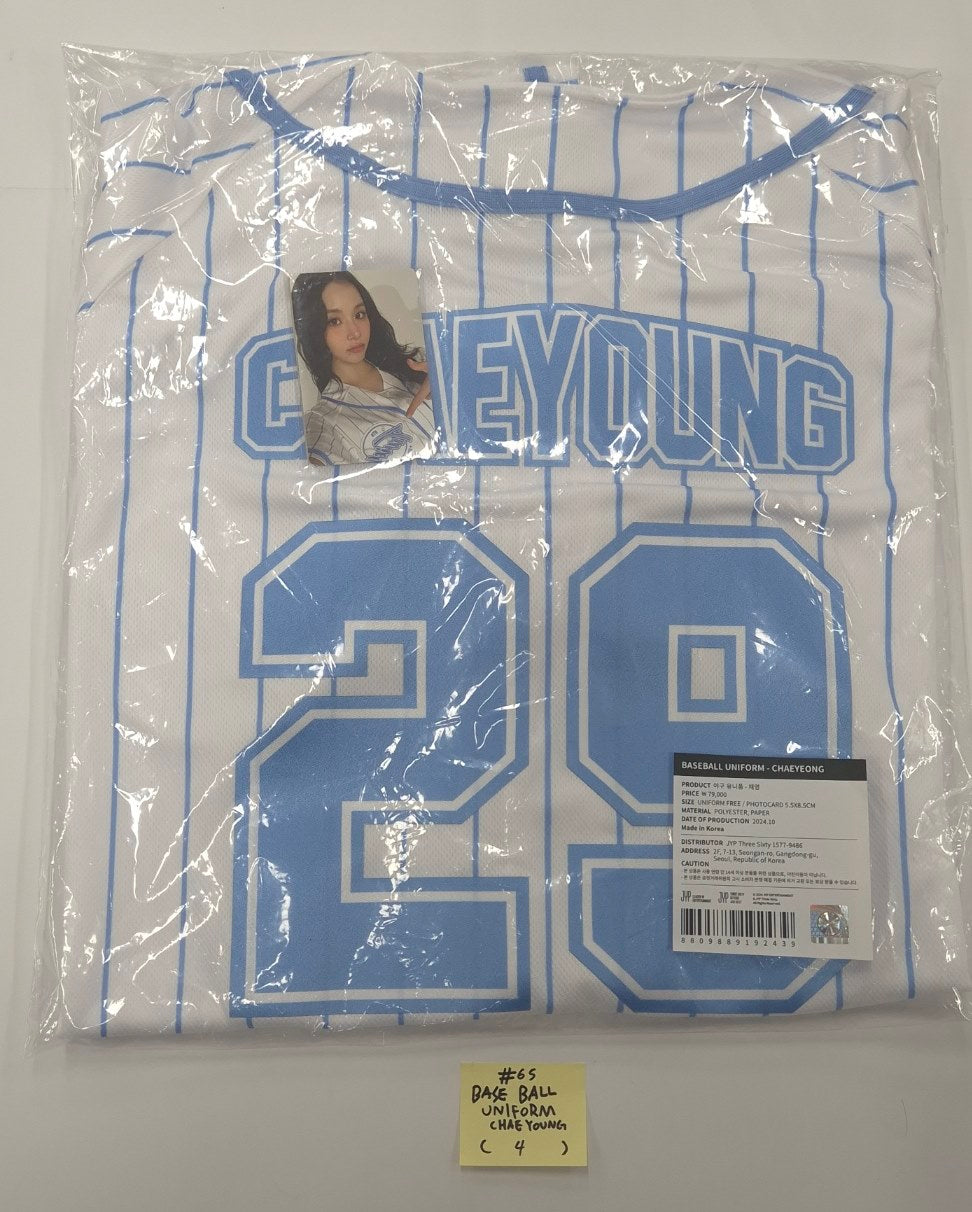 CHAEYOUNG
29
BASEBALL UNIFORM - CHAEYEONG
PRODUCT 야구 유니폼 - 채영
PRICE ₩ 79,000
SIZE UNIFORM FREE / PHOTOCARD 5.5X8.5CM
MATERIAL POLYESTER, PAPER
DATE OF PRODUCTION 2024.10
Made in Korea
DISTRIBUTOR JYP Three Sixty 1577-9486
ADDRESS 2F, 7-13, Seongan-ro, Gangdong-gu,
Seoul, Republic of Korea
CAUTION
JYP
JYP
8809889192439
#65
BASE BALL
UNIFORM
CHAE YOUNG
( 4 )